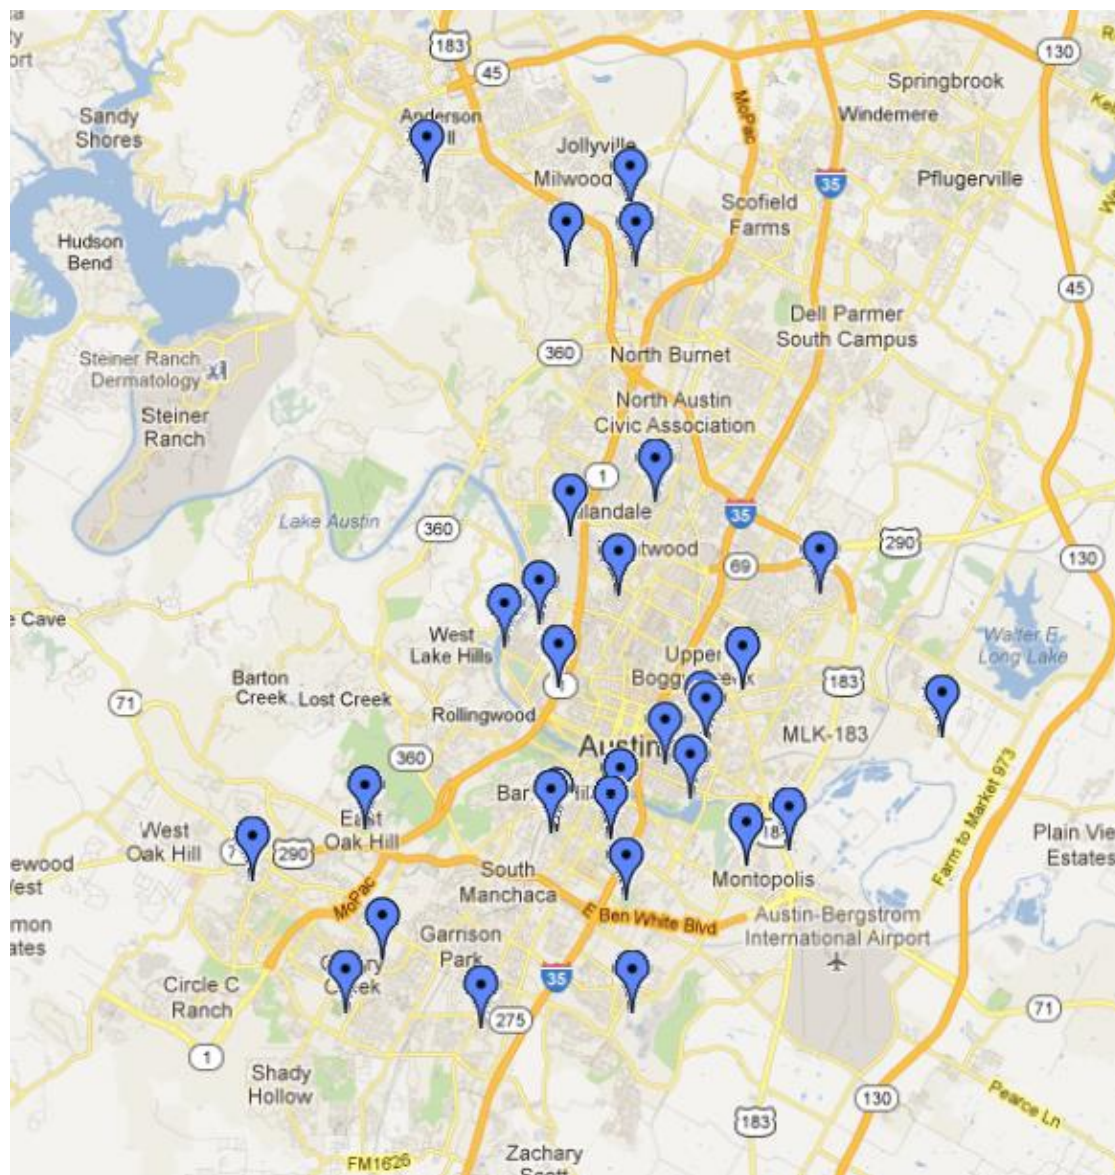 183
45
130
Springbrook
Sandy
Shores
Anderson
Windemere
MoPac
Jollyville
Milwood
35
Pflugerville
Scofield
Farms
Hudson
Bend
45
Dell Parmer
South Campus
360
North Burnet
Steiner Ranch
Dermatology
North Austin
Civic Association
Steiner
Ranch
1
Lake Austin
360
35
290
69
130
West
Lake Hills
Upper
Walter E.
Long Lake
Barton
Creek
Lost Creek
183
71
Rollingwood
MLK-183
Austin
360
Farm to Market 973
East
Oak Hill
West
Oak Hill
290
Plain Vie
Estates
South
Manchaca
Montopolis
MoPac
E Ben White Blvd
Austin-Bergstrom
International Airport
Garrison
Park
Circle C
Ranch
35
71
275
1
Shady
Hollow
130
183
Pearce Ln
Zachary
FM1626